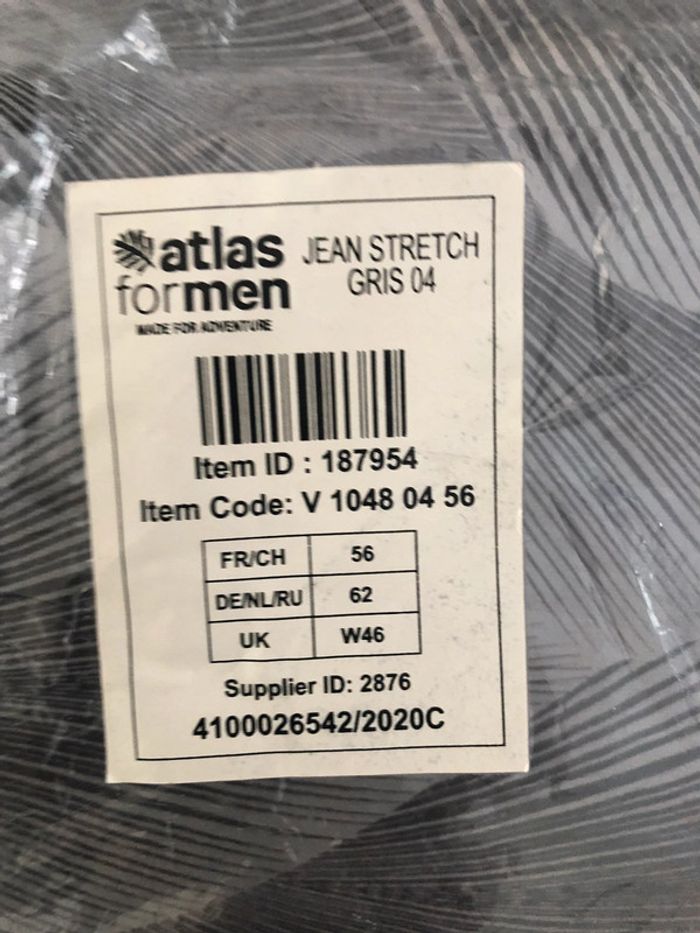 atlas
formen
MADE FOR ADVENTURE
JEAN STRETCH
GRIS 04
Item ID : 187954
Item Code: V 1048 04 56
FR/CH 56
DE/NL/RU 62
UK W46
Supplier ID: 2876
4100026542/2020C